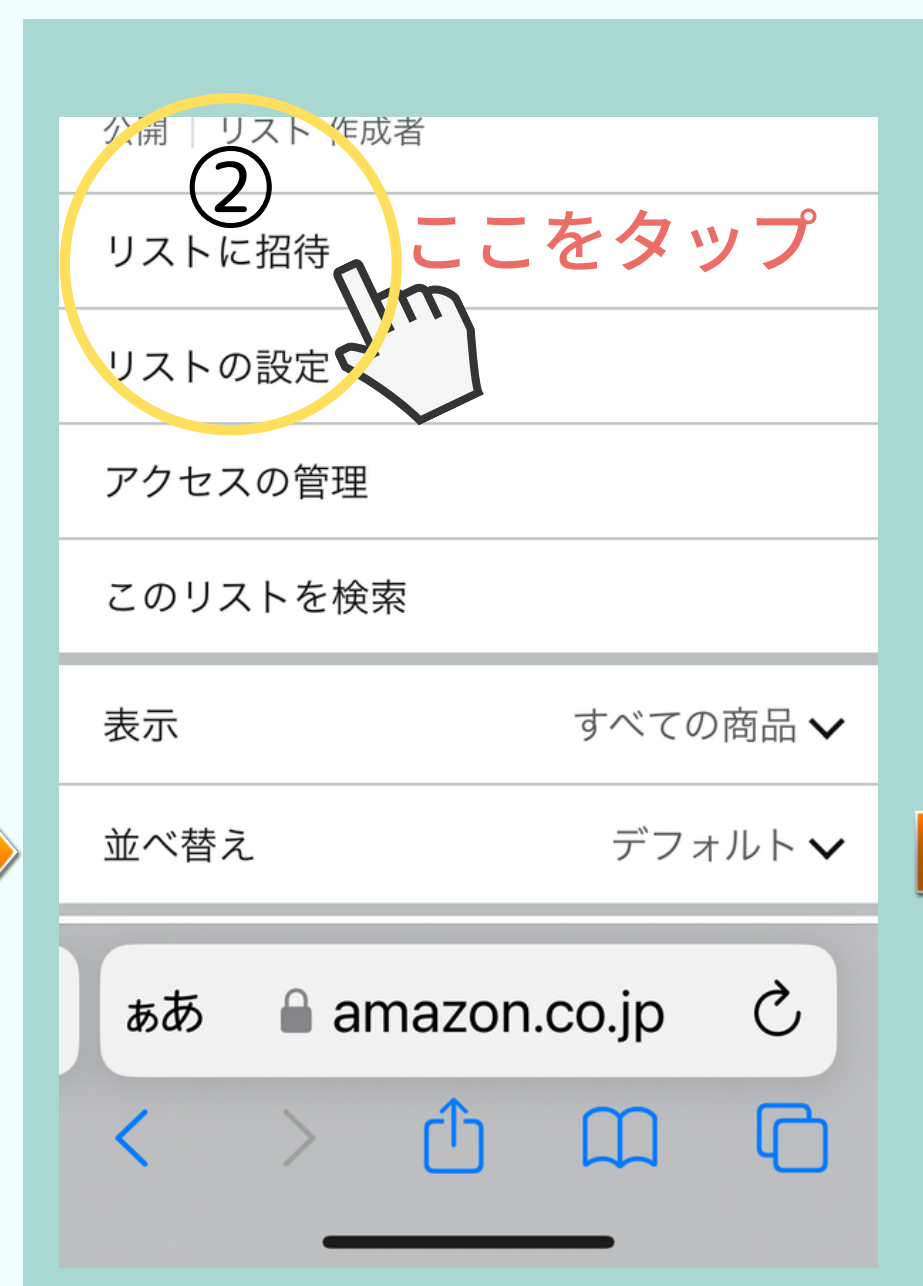 公開 | リスト 作成者
②
リストに招待
ここをタップ
リストの設定
アクセスの管理
このリストを検索
表示 すべての商品
並べ替え デフォルト
ぁあ amazon.co.jp